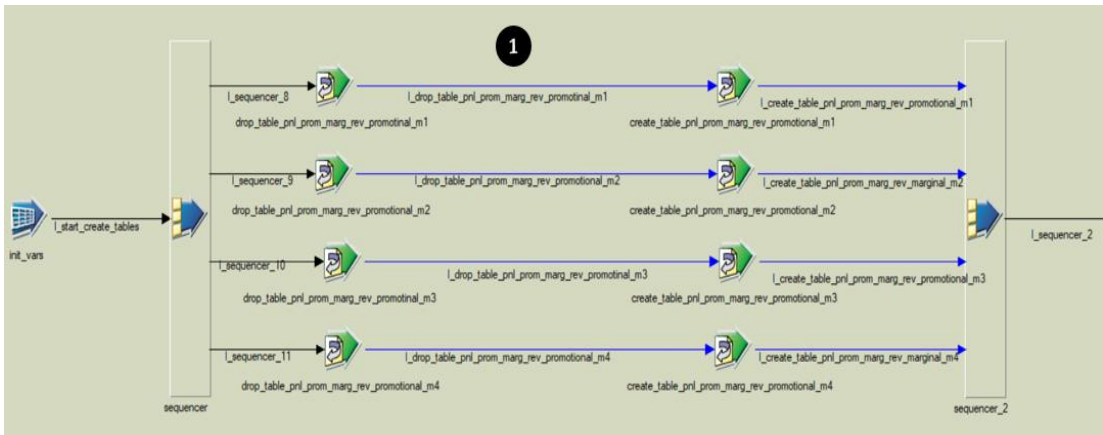 1
l_sequencer_8
l_drop_table_pnl_prom_marg_rev_promotinal_m1
l_create_table_pnl_prom_marg_rev_promotional_m1
drop_table_pnl_prom_marg_rev_promotinal_m1
create_table_pnl_prom_marg_rev_promotional_m1
l_sequencer_9
l_drop_table_pnl_prom_marg_rev_promotional_m2
l_create_table_pnl_prom_marg_rev_marginal_m2
drop_table_pnl_prom_marg_rev_promotional_m2
create_table_pnl_prom_marg_rev_promotional_m2
l_start_create_tables
l_sequencer_2
init_vars
l_sequencer_10
l_drop_table_pnl_prom_marg_rev_promotinal_m3
l_create_table_pnl_prom_marg_rev_promotional_m3
drop_table_pnl_prom_marg_rev_promotinal_m3
create_table_pnl_prom_marg_rev_promotional_m3
l_sequencer_11
l_drop_table_pnl_prom_marg_rev_promotional_m4
l_create_table_pnl_prom_marg_rev_marginal_m4
drop_table_pnl_prom_marg_rev_promotional_m4
create_table_pnl_prom_marg_rev_promotional_m4
sequencer
sequencer_2